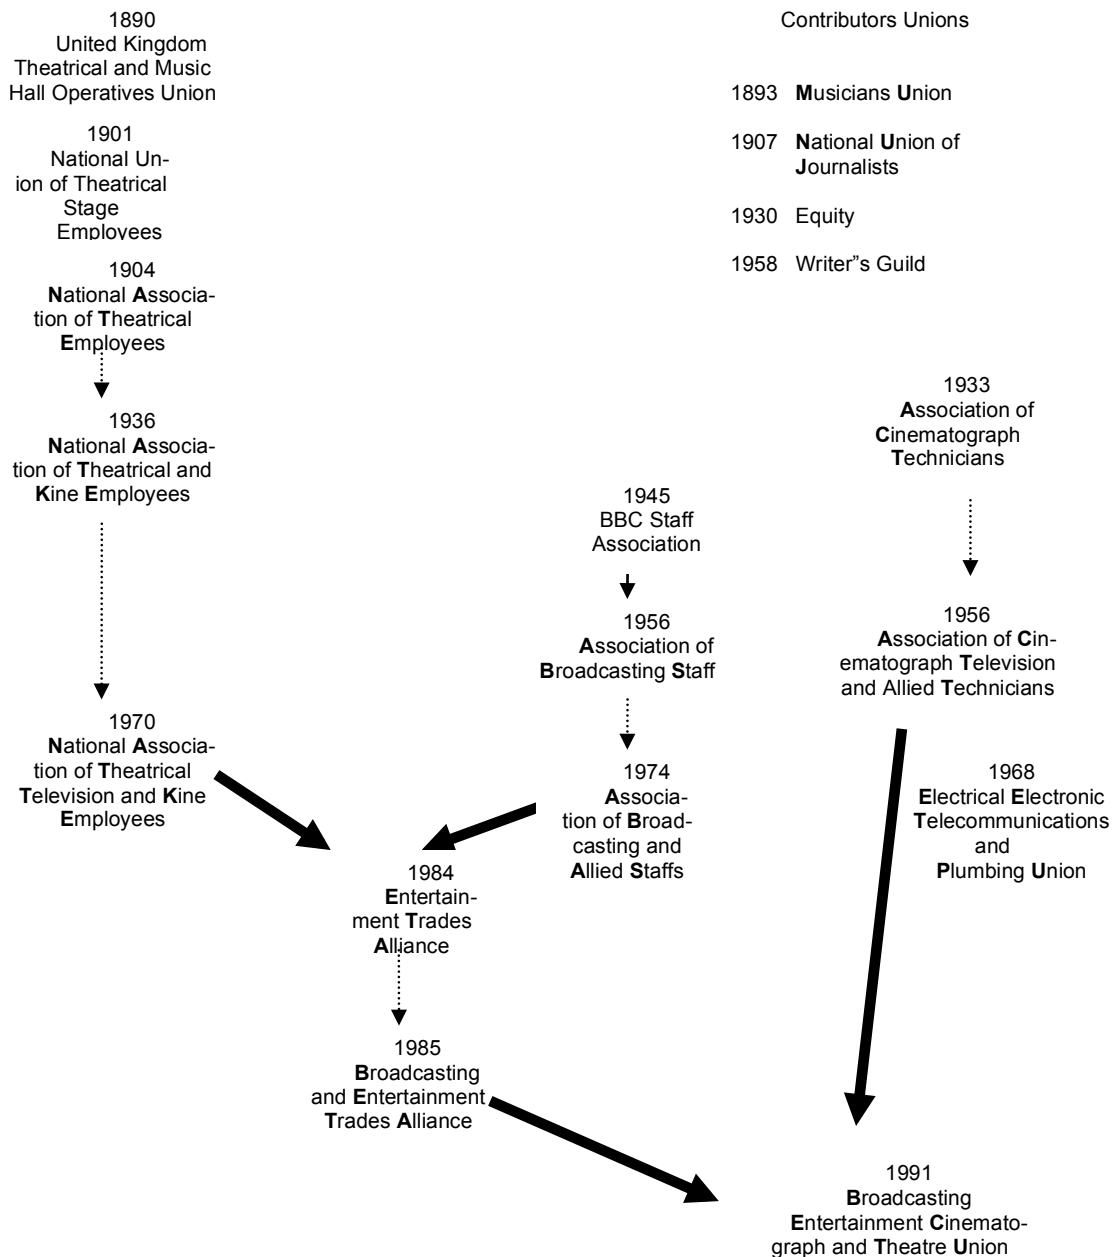 1890
United Kingdom
Theatrical and Music
Hall Operatives Union
1901
National Un-
ion of Theatrical
Stage
Employees
1904
National Associa-
tion of Theatrical
Employees
1936
National Associa-
tion of Theatrical and
Kine Employees
1970
National Associa-
tion of Theatrical
Television and Kine
Employees
Contributors Unions
1893 Musicians Union
1907 National Union of
Journalists
1930 Equity
1958 Writer"s Guild
1933
Association of
Cinematograph
Technicians
1945
BBC Staff
Association
1956
Association of
Broadcasting Staff
1956
Association of Cin-
ematograph Television
and Allied Technicians
1974
Associa-
tion of Broad-
casting and
Allied Staffs
1968
Electrical Electronic
Telecommunications
and
Plumbing Union
1984
Entertain-
ment Trades
Alliance
1985
Broadcasting
and Entertainment
Trades Alliance
1991
Broadcasting
Entertainment Cinemato-
graph and Theatre Union